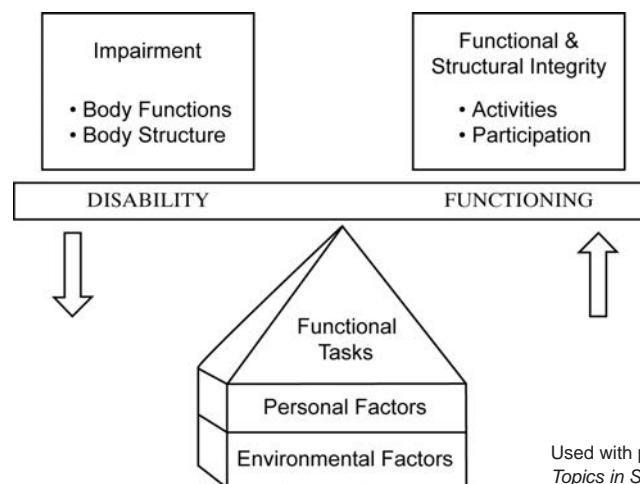 Impairment
• Body Functions
• Body Structure
Functional &
Structural Integrity
• Activities
• Participation
DISABILITY
FUNCTIONING
Functional
Tasks
Personal Factors
Environmental Factors
Used with p
Topics in S